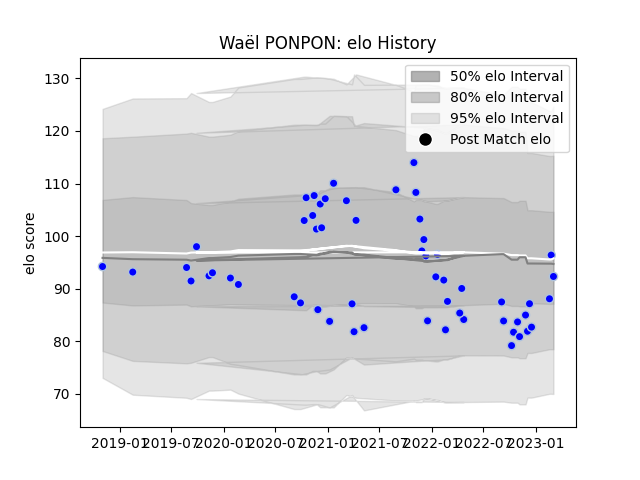 Waël PONPON: elo History
50% elo Interval
80% elo Interval
95% elo Interval
Post Match elo
elo score
130
120
110
100
90
80
70
2019-01 2019-07 2020-01 2020-07 2021-01 2021-07 2022-01 2022-07 2023-01